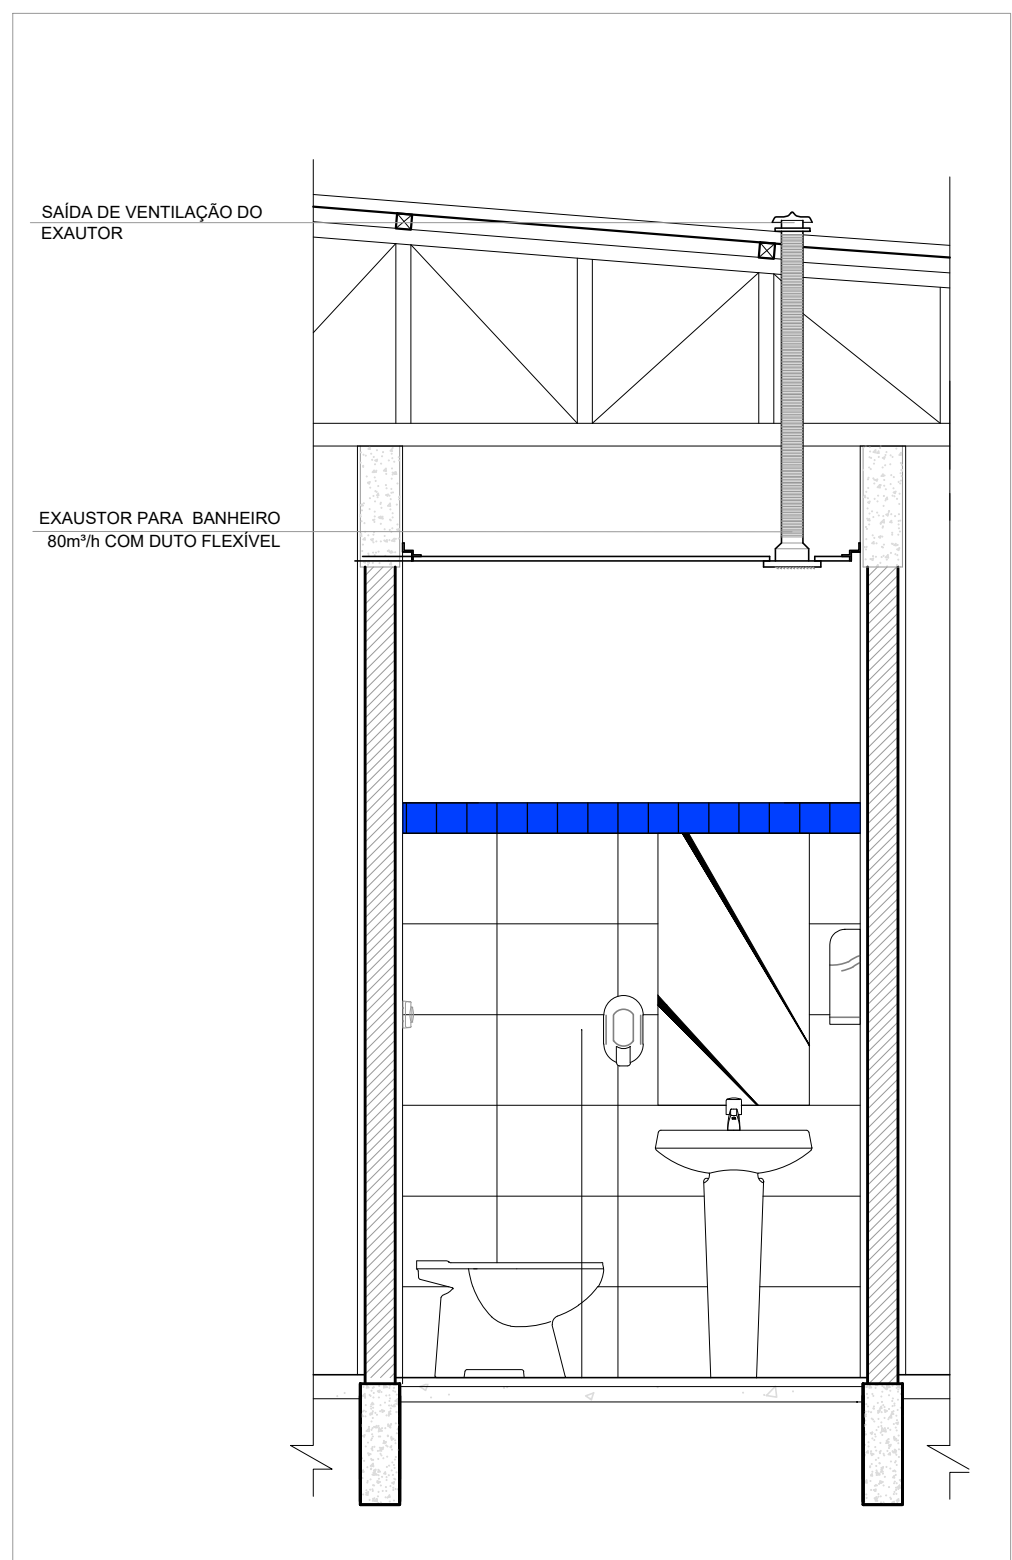 SAÍDA DE VENTILAÇÃO DO
EXAUTOR
EXAUSTOR PARA BANHEIRO
80m³/h COM DUTO FLEXÍVEL